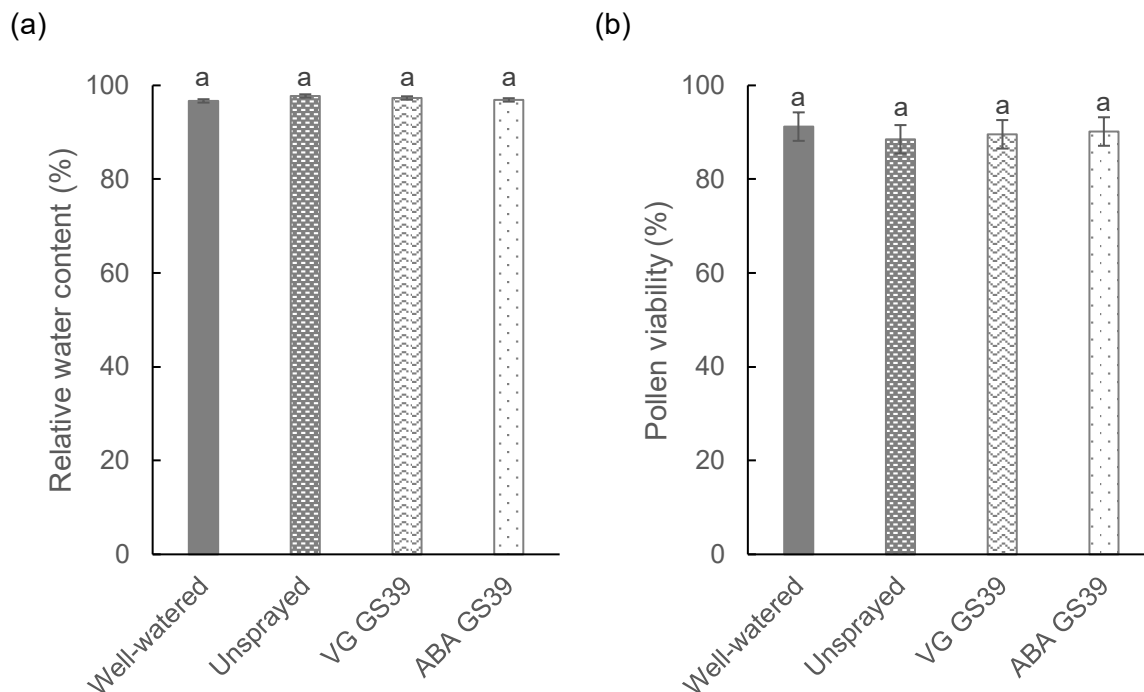 (a)
Relative water content (%)
100
80
60
40
20
0
a
a
a
a
Well-watered
Unsprayed
VG GS39
ABA GS39
(b)
Pollen viability (%)
100
80
60
40
20
0
a
a
a
a
Well-watered
Unsprayed
VG GS39
ABA GS39